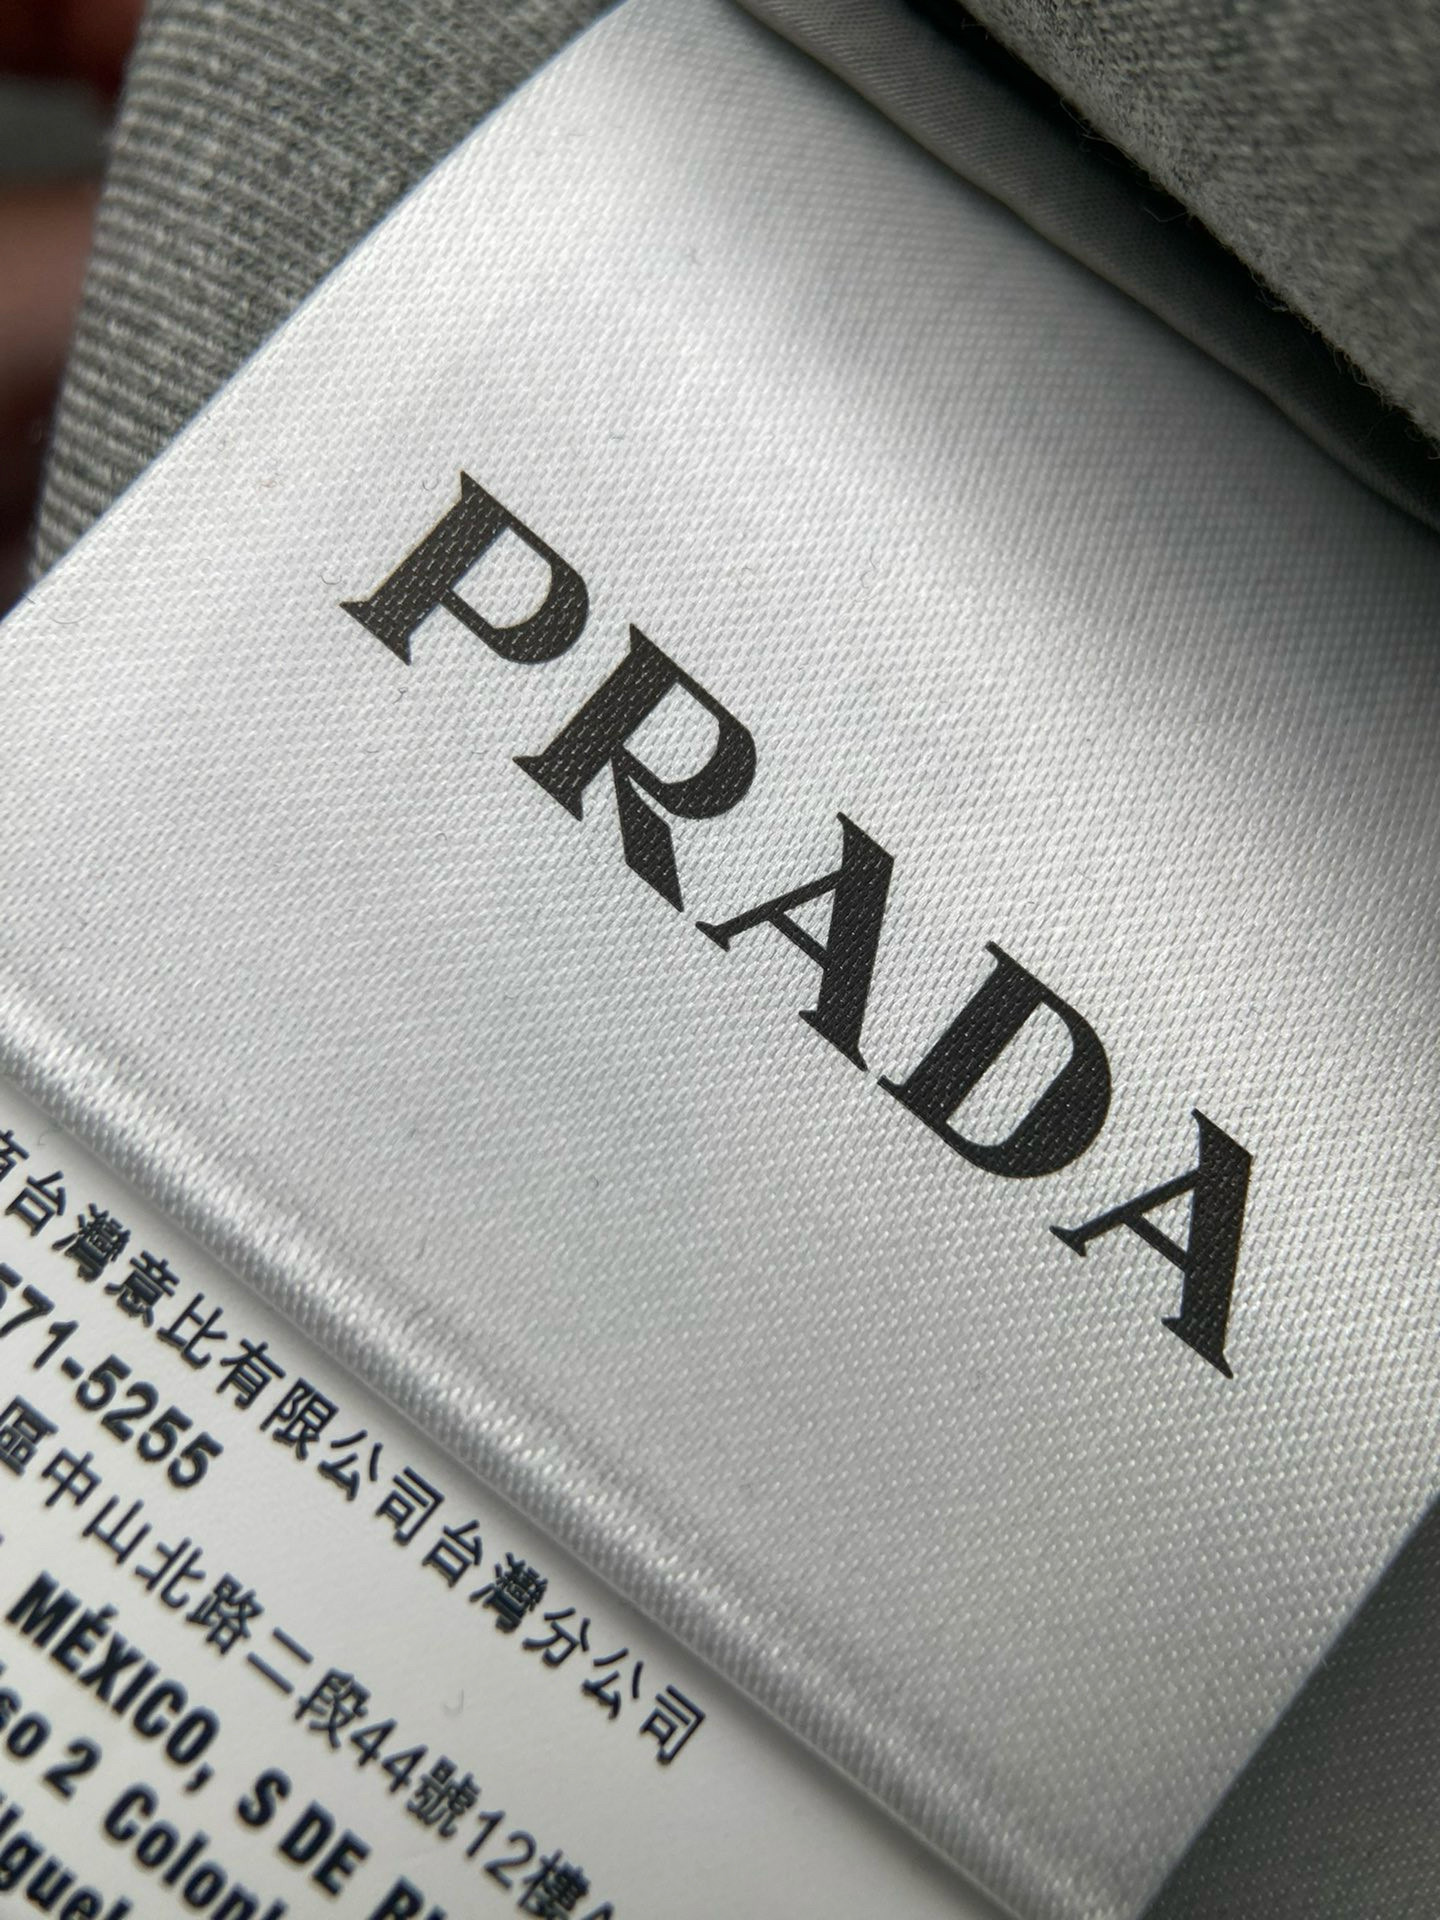 PRADA
台灣意比有限公司台灣分公司
571-5255
區中山北路二段44號12樓
MÉXICO, S DE
so 2